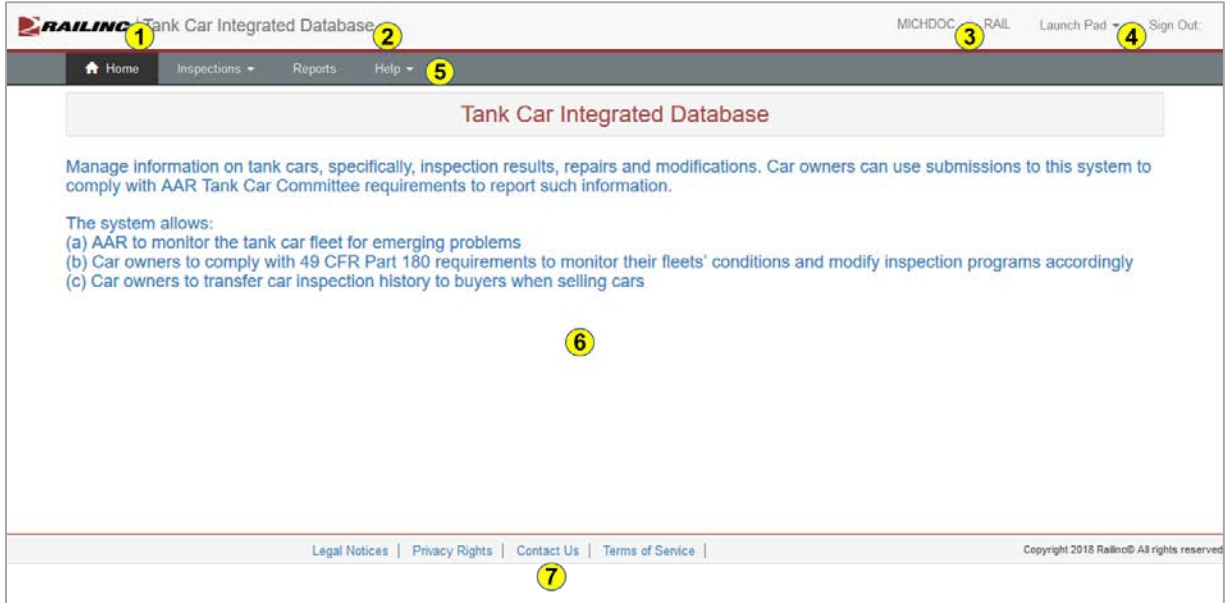 RAILINC Tank Car Integrated Database MICHDOC RAIL Launch Pad Sign Out
1 2 3 4
Home Inspections Reports Help 5
Tank Car Integrated Database
Manage information on tank cars, specifically, inspection results, repairs and modifications. Car owners can use submissions to this system to
comply with AAR Tank Car Committee requirements to report such information.
The system allows:
(a) AAR to monitor the tank car fleet for emerging problems
(b) Car owners to comply with 49 CFR Part 180 requirements to monitor their fleets' conditions and modify inspection programs accordingly
(c) Car owners to transfer car inspection history to buyers when selling cars
6
Legal Notices | Privacy Rights | Contact Us | Terms of Service | Copyright 2018 Railinc© All rights reserved
7